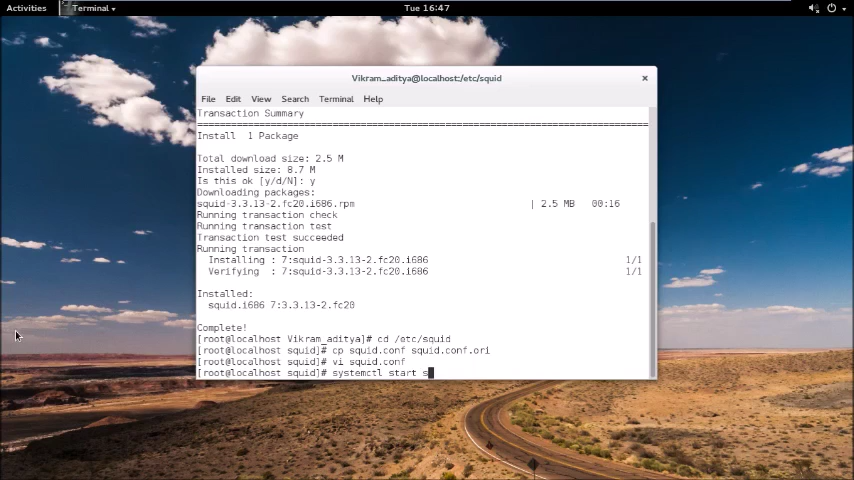 Activities Terminal Tue 16:47
Vikram_aditya@localhost:/etc/squid
File Edit View Search Terminal Help
Transaction Summary
================================================================================
Install  1 Package
Total download size: 2.5 M
Installed size: 8.7 M
Is this ok [y/d/N]: y
Downloading packages:
squid-3.3.13-2.fc20.i686.rpm | 2.5 MB 00:16
Running transaction check
Running transaction test
Transaction test succeeded
Running transaction
Installing : 7:squid-3.3.13-2.fc20.i686 1/1
Verifying  : 7:squid-3.3.13-2.fc20.i686 1/1
Installed:
squid.i686 7:3.3.13-2.fc20
Complete!
[root@localhost Vikram_aditya]# cd /etc/squid
[root@localhost squid]# cp squid.conf squid.conf.ori
[root@localhost squid]# vi squid.conf
[root@localhost squid]# systemctl start s